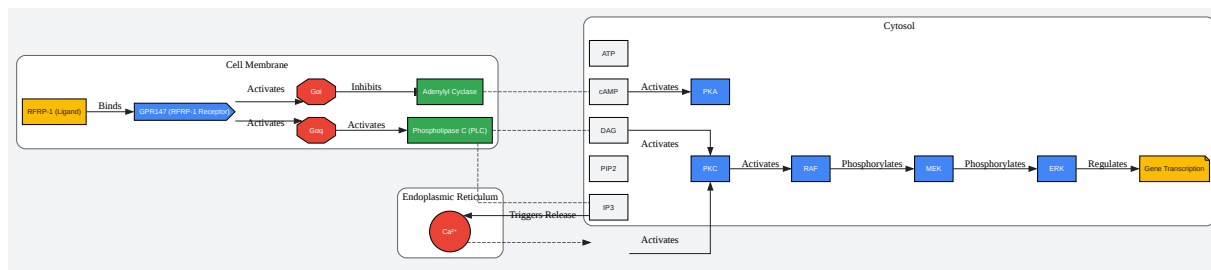 Cytosol
ATP
Cell Membrane
Activates
Gαi
Inhibits
Adenylyl Cyclase
cAMP
Activates
PKA
RFRP-1 (Ligand)
Binds
GPR147 (RFRP-1 Receptor)
Activates
Gαq
Activates
Phospholipase C (PLC)
DAG
Activates
PIP2
PKC
Activates
RAF
Phosphorylates
MEK
Phosphorylates
ERK
Regulates
Gene Transcription
Endoplasmic Reticulum
IP3
Triggers Release
Ca²⁺
Activates